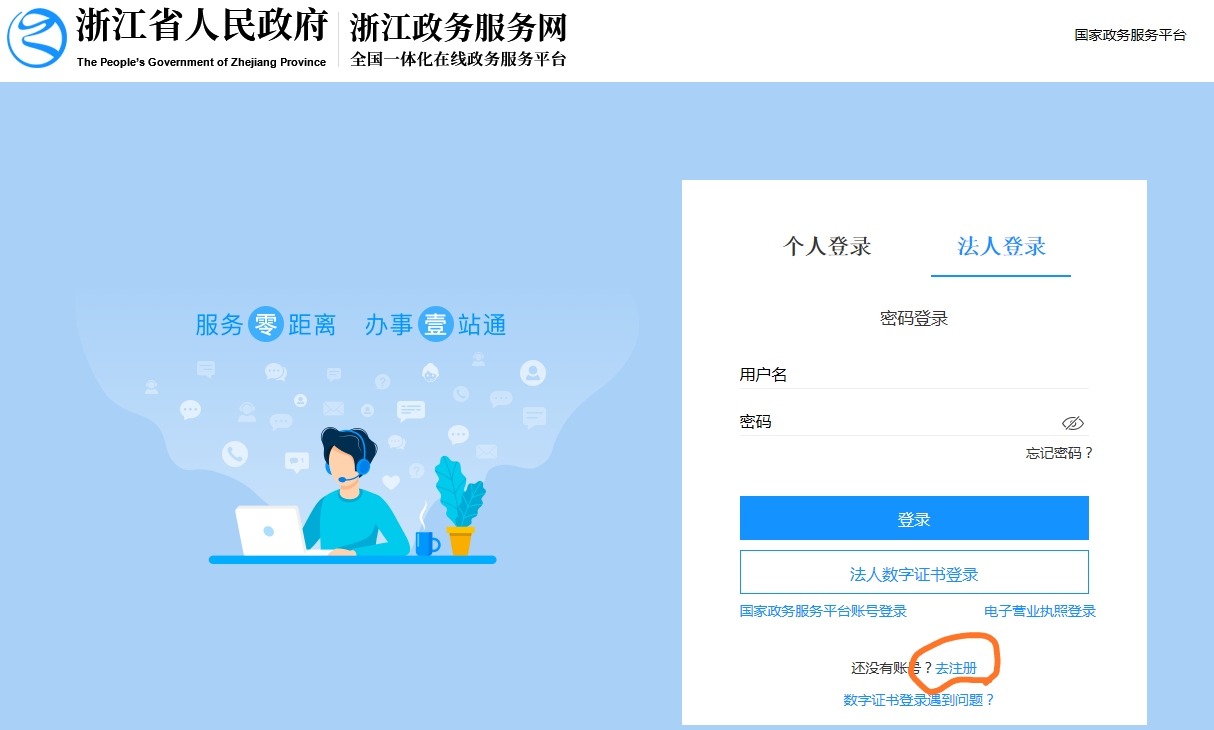 浙江省人民政府
The People's Government of Zhejiang Province
浙江政务服务网
全国一体化在线政务服务平台
国家政务服务平台
服务零距离 办事壹站通
个人登录 法人登录
密码登录
用户名
密码
忘记密码？
登录
法人数字证书登录
国家政务服务平台账号登录 电子营业执照登录
还没有账号？去注册
数字证书登录遇到问题？